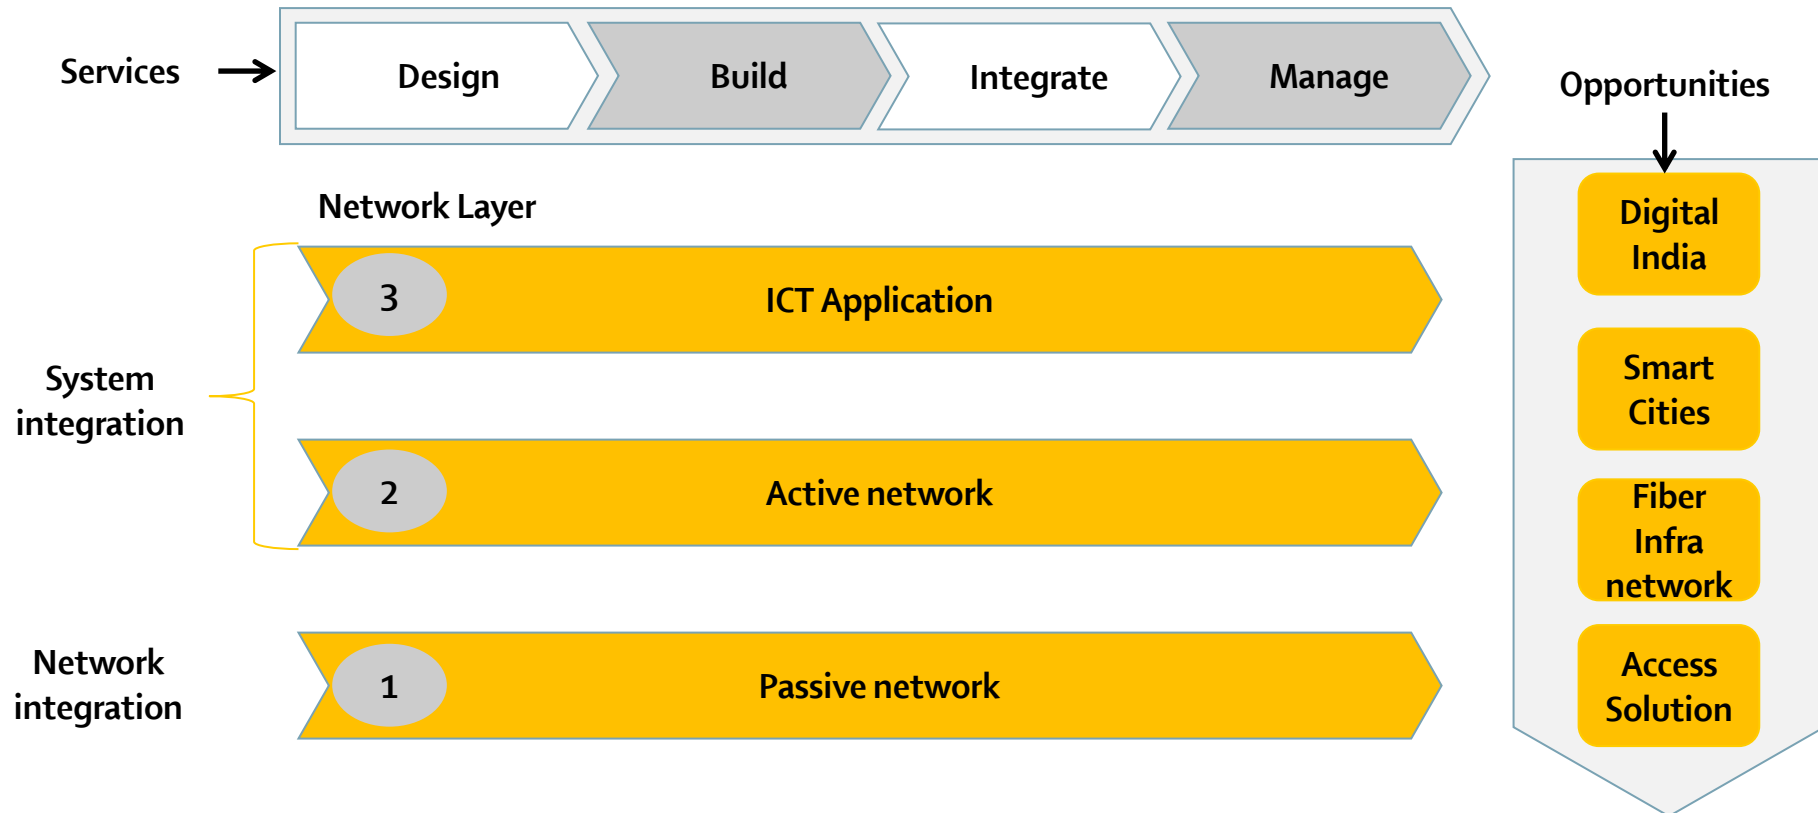 Services
Design
Build
Integrate
Manage
Opportunities
Network Layer
3
ICT Application
System
integration
2
Active network
Network
integration
1
Passive network
Digital
India
Smart
Cities
Fiber
Infra
network
Access
Solution